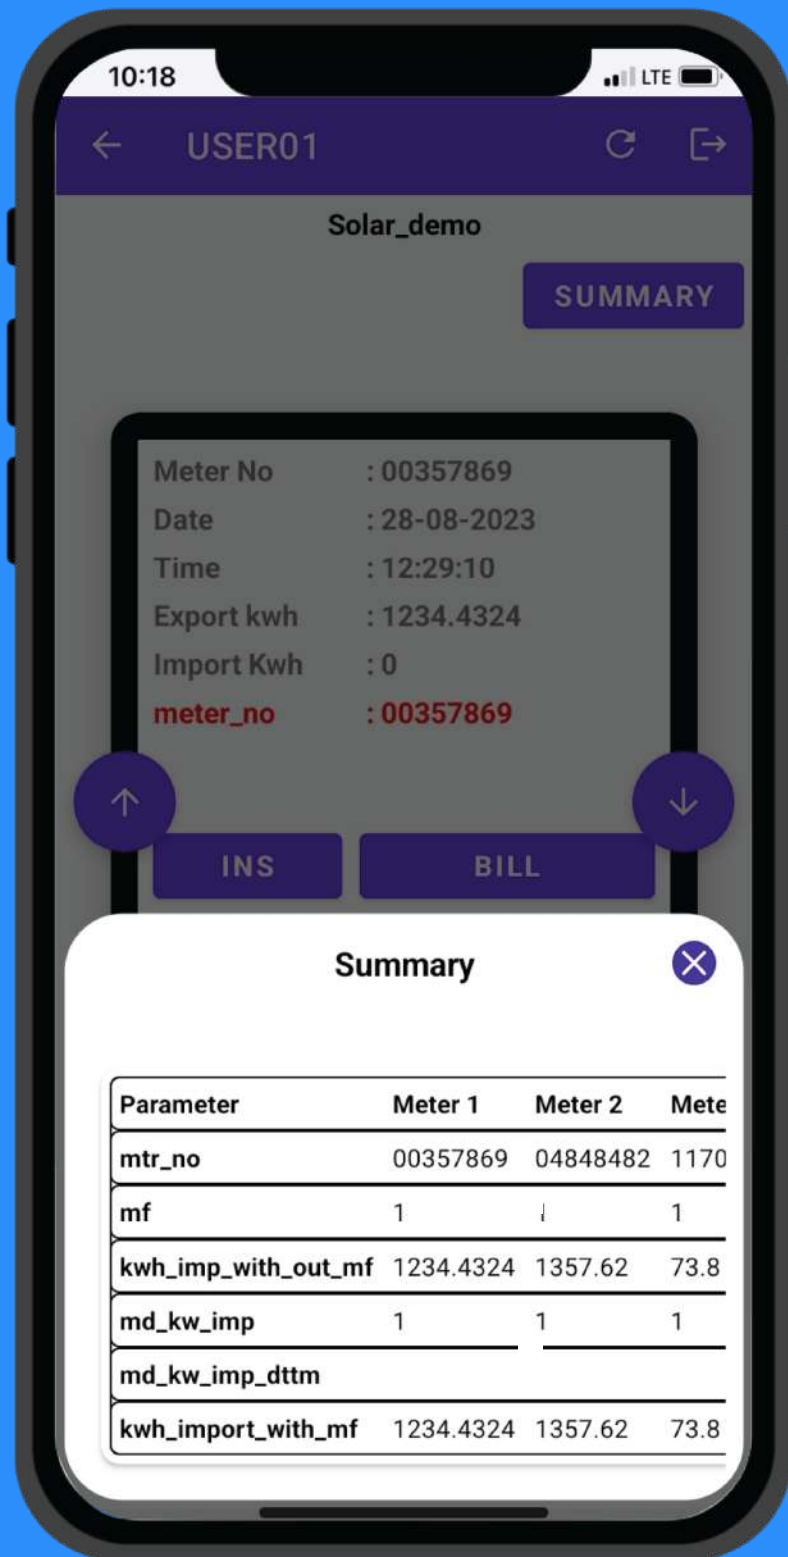 10:18 LTE
USER01
Solar_demo
SUMMARY
Meter No : 00357869
Date : 28-08-2023
Time : 12:29:10
Export kwh : 1234.4324
Import Kwh : 0
meter_no : 00357869
INS BILL
Summary
Parameter Meter 1 Meter 2 Mete
mtr_no 00357869 04848482 1170
mf 1 1
kwh_imp_with_out_mf 1234.4324 1357.62 73.8
md_kw_imp 1 1 1
md_kw_imp_dttm
kwh_import_with_mf 1234.4324 1357.62 73.8